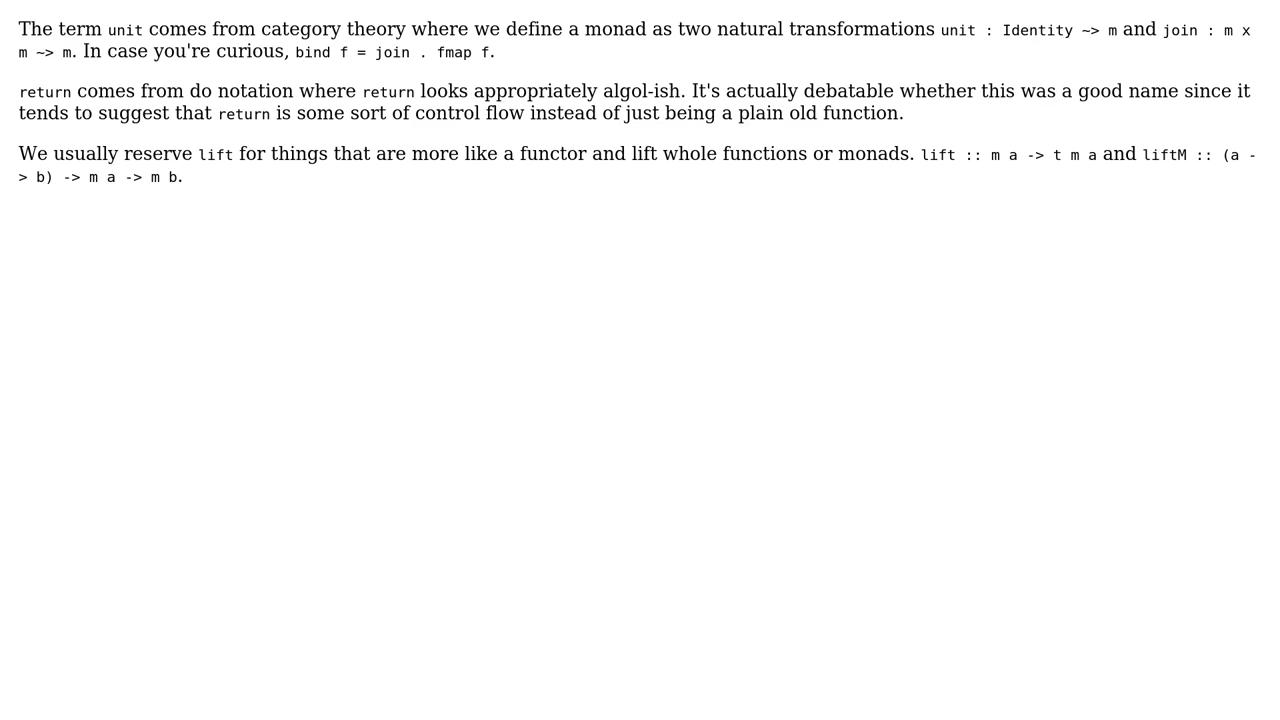 The term unit comes from category theory where we define a monad as two natural transformations unit : Identity ~> m and join : m x
m ~> m. In case you're curious, bind f = join . fmap f.
return comes from do notation where return looks appropriately algol-ish. It's actually debatable whether this was a good name since it
tends to suggest that return is some sort of control flow instead of just being a plain old function.
We usually reserve lift for things that are more like a functor and lift whole functions or monads. lift :: m a -> t m a and liftM :: (a -
> b) -> m a -> m b.